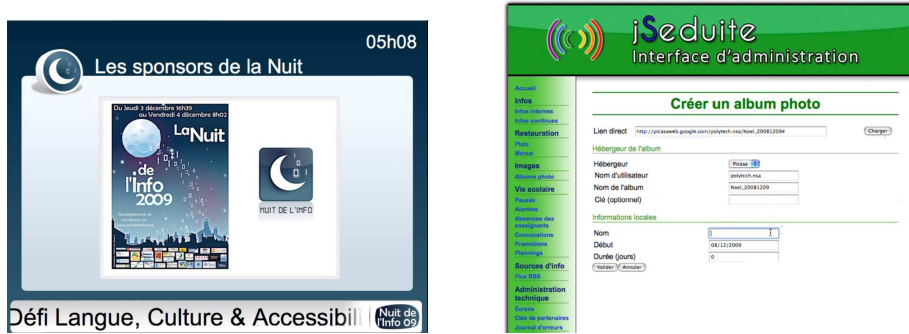 05h08
Les sponsors de la Nuit
Du Jeudi 3 décembre 16h39
au Vendredi 4 décembre 8h02
La Nuit
de
l'Info
2009
NUIT DE L'INFO
Défi Langue, Culture & Accessibili
Nuit de
l'Info 09
jSeduite
Interface d'administration
Accueil
Infos
Infos internes
Infos continues
Restauration
Plats
Menus
Images
Albums photo
Vie scolaire
Pauses
Alarmes
Absences des
enseignants
Convocations
Promotions
Plannings
Sources d'info
Flux RSS
Administration
technique
Écrans
Clés de partenaires
Journal d'erreurs
Créer un album photo
Lien direct http://picasaweb.google.com/polytech.nsa/Noel_20081209# Charger
Hébergeur de l'album
Hébergeur Picasa
Nom d'utilisateur polytech.nsa
Nom de l'album Noel_20081209
Clé (optionnel)
Informations locales
Nom
Début 08/12/2009
Durée (jours) 0
Valider Annuler